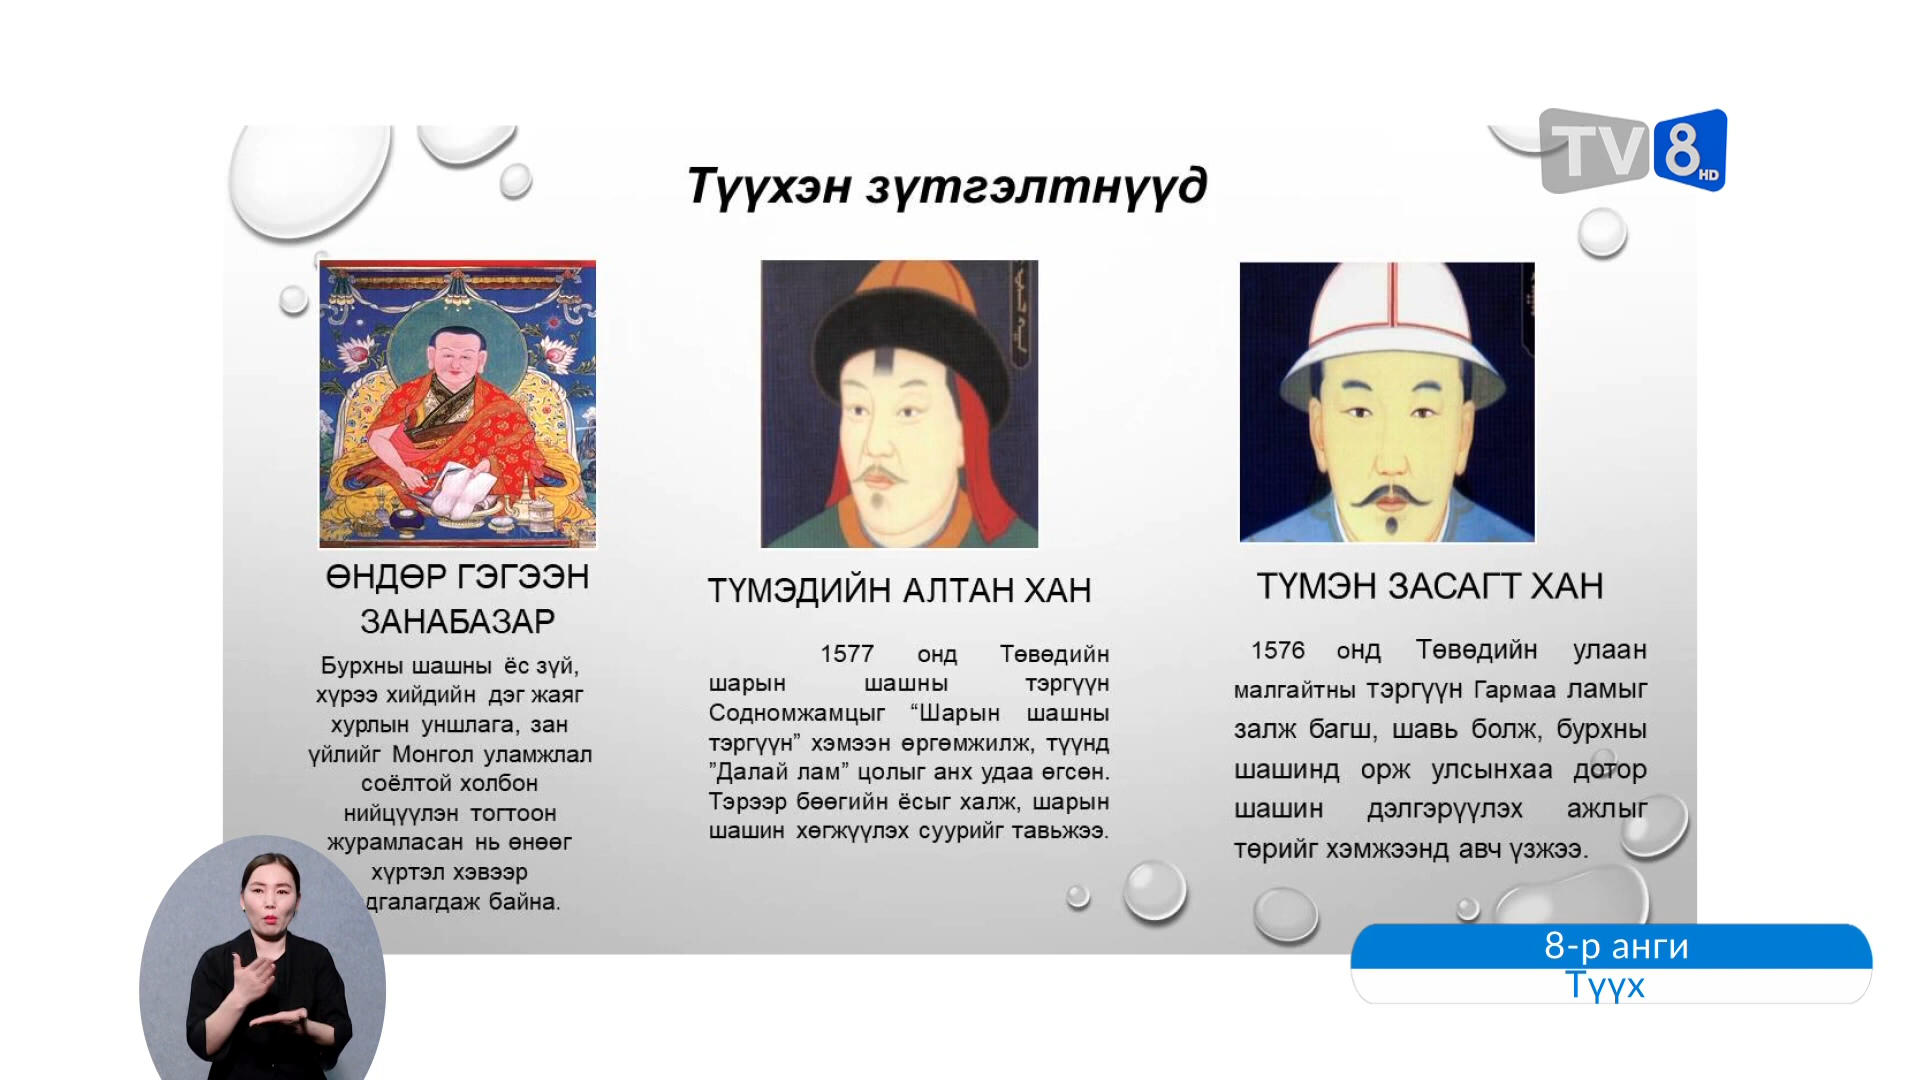 TV8 HD
Түүхэн зүтгэлтнүүд
ӨНДӨР ГЭГЭЭН
ЗАНАБАЗАР
Бурхны шашны ёс зүй,
хүрээ хийдийн дэг жаяг
хурлын уншлага, зан
үйлийг Монгол уламжлал
соёлтой холбон
нийцүүлэн тогтоон
журамласан нь өнөөг
хүртэл хэвээр
байна.
ТҮМЭДИЙН АЛТАН ХАН
1577 онд Төвөдийн
шарын шашны тэргүүн
Содномжамцыг “Шарын шашны
тэргүүн” хэмээн өргөмжилж, түүнд
”Далай лам” цолыг анх удаа өгсөн.
Тэрээр бөөгийн ёсыг халж, шарын
шашин хөгжүүлэх суурийг тавьжээ.
ТҮМЭН ЗАСАГТ ХАН
1576 онд Төвөдийн улаан
малгайтны тэргүүн Гармаа ламыг
залж багш, шавь болж, бурхны
шашинд орж улсынхаа дотор
шашин дэлгэрүүлэх ажлыг
төрийг хэмжээнд авч үзжээ.
8-р анги
Түүх